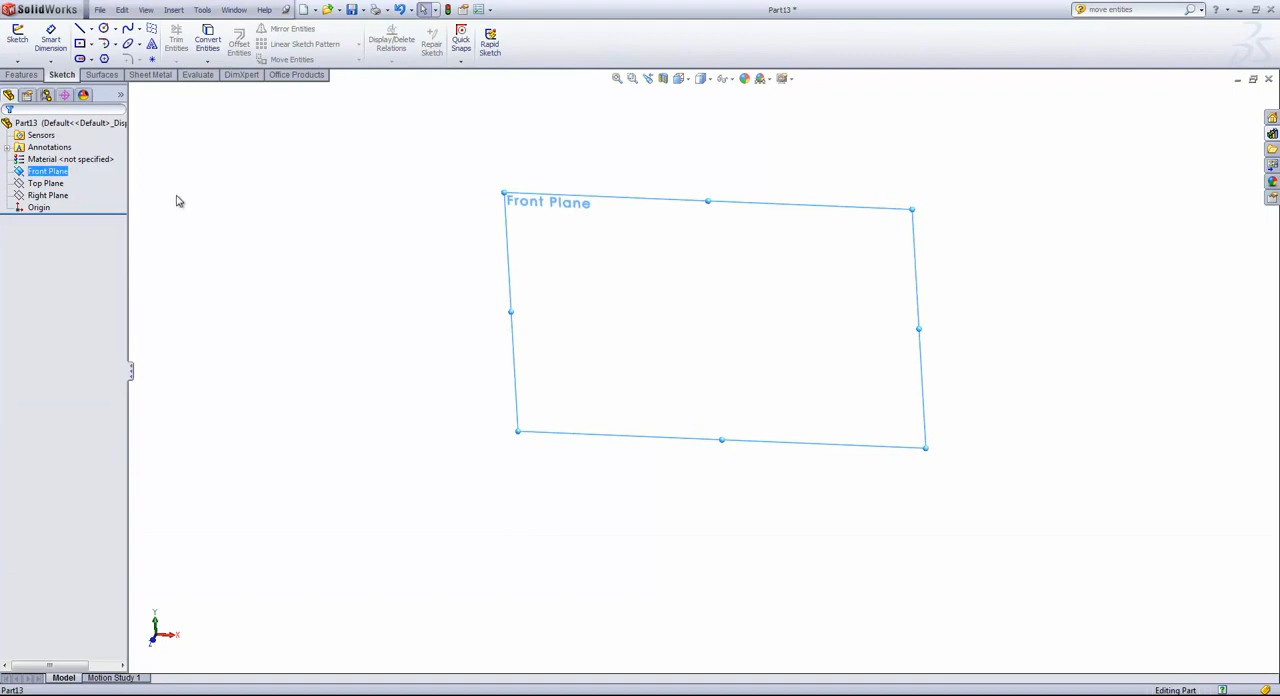 SolidWorks File Edit View Insert Tools Window Help Part13 * move entities
Sketch Smart Dimension Trim Entities Convert Entities Offset Entities Mirror Entities Linear Sketch Pattern Move Entities Display/Delete Relations Repair Sketch Quick Snaps Rapid Sketch
Features Sketch Surfaces Sheet Metal Evaluate DimXpert Office Products
Part13 (Default<<Default>_Disp
Sensors
Annotations
Material <not specified>
Front Plane
Top Plane
Right Plane
Origin
Front Plane
Y
X
Z
Model Motion Study 1
Part13 Editing Part